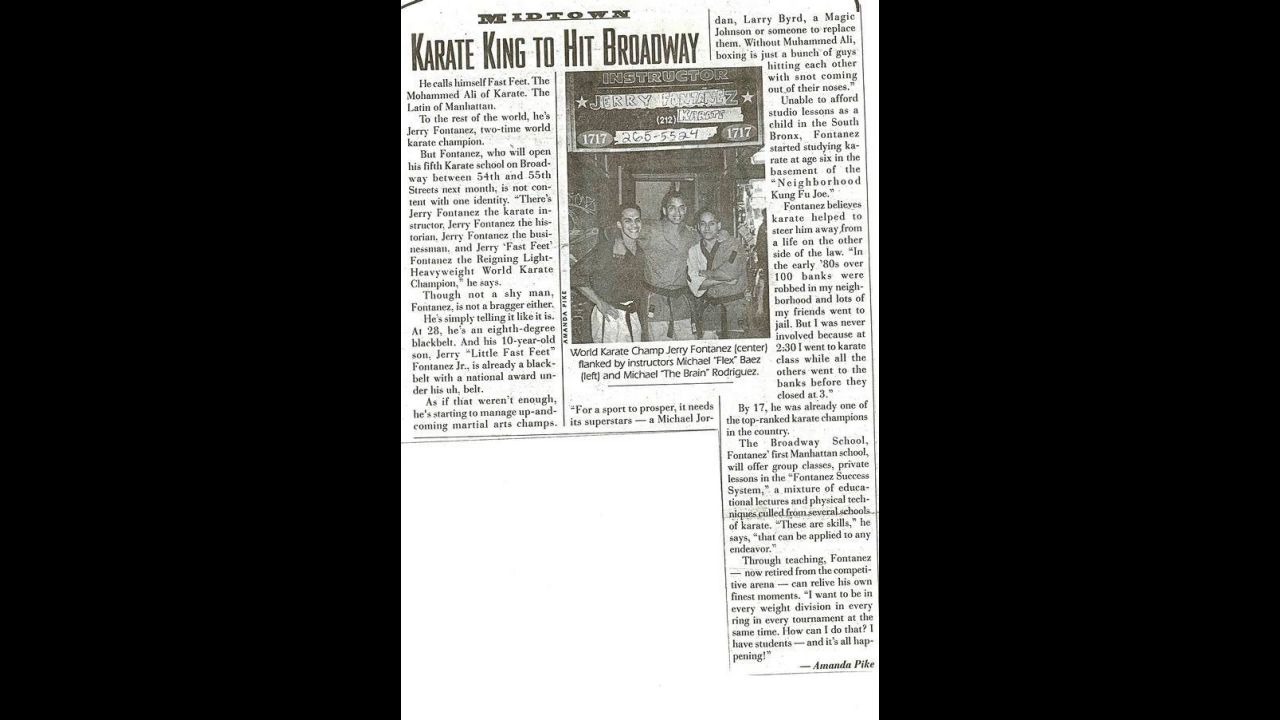 MIDTOWN
KARATE KING TO HIT BROADWAY
He calls himself Fast Feet. The
Mohammed Ali of Karate. The
Latin of Manhattan.
To the rest of the world, he's
Jerry Fontanez, two-time world
karate champion.
But Fontanez, who will open
his fifth Karate school on Broad-
way between 54th and 55th
Streets next month, is not con-
tent with one identity. “There's
Jerry Fontanez the karate in-
structor, Jerry Fontanez the his-
torian, Jerry Fontanez the busi-
nessman, and Jerry ‘Fast Feet’
Fontanez the Reigning Light-
Heavyweight World Karate
Champion,” he says.
Though not a shy man,
Fontanez, is not a bragger either.
He's simply telling it like it is.
At 28, he's an eighth-degree
blackbelt. And his 10-year-old
son, Jerry “Little Fast Feet”
Fontanez Jr., is already a black-
belt with a national award un-
der his uh, belt.
As if that weren't enough,
he's starting to manage up-and-
coming martial arts champs.
INSTRUCTOR
JERRY FONTANEZ
(212) KARATE
1717 265-5524 1717
AMANDA PIKE
World Karate Champ Jerry Fontanez (center)
flanked by instructors Michael “Flex” Baez
(left) and Michael “The Brain” Rodriguez.
“For a sport to prosper, it needs
its superstars — a Michael Jor-
dan, Larry Byrd, a Magic
Johnson or someone to replace
them. Without Muhammed Ali,
boxing is just a bunch of guys
hitting each other
with snot coming
out of their noses.”
Unable to afford
studio lessons as a
child in the South
Bronx, Fontanez
started studying ka-
rate at age six in the
basement of the
“Neighborhood
Kung Fu Joe.”
Fontanez believes
karate helped to
steer him away from
a life on the other
side of the law. “In
the early '80s over
100 banks were
robbed in my neigh-
borhood and lots of
my friends went to
jail. But I was never
involved because at
2:30 I went to karate
class while all the
others went to the
banks before they
closed at 3.”
By 17, he was already one of
the top-ranked karate champions
in the country.
The Broadway School,
Fontanez' first Manhattan school,
will offer group classes, private
lessons in the “Fontanez Success
System,” a mixture of educa-
tional lectures and physical tech-
niques culled from several schools
of karate. “These are skills,” he
says, “that can be applied to any
endeavor.”
Through teaching, Fontanez
— now retired from the competi-
tive arena — can relive his own
finest moments. “I want to be in
every weight division in every
ring in every tournament at the
same time. How can I do that? I
have students — and it's all hap-
pening!”
— Amanda Pike